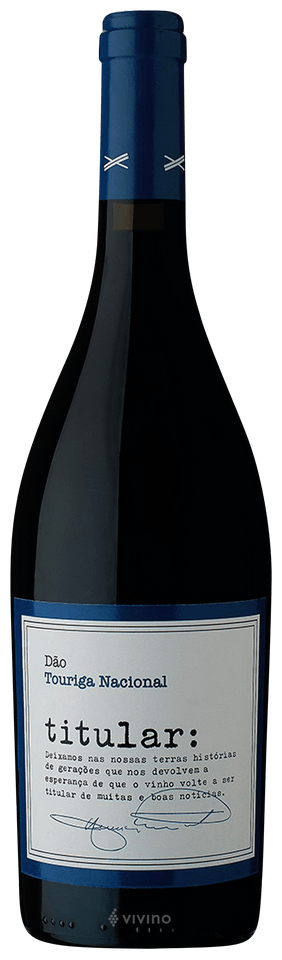 Dão
Touriga Nacional
titular:
Deixamos nas nossas terras histórias
de gerações que nos devolvem a
esperança de que o vinho volte a ser
titular de muitas e boas notícias.
vivino